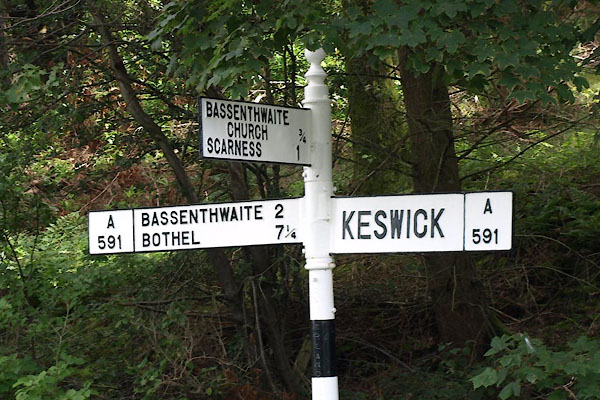 BASSENTHWAITE
CHURCH ¾
SCARNESS 1
A
591
BASSENTHWAITE 2
BOTHEL 7¼
KESWICK
A
591